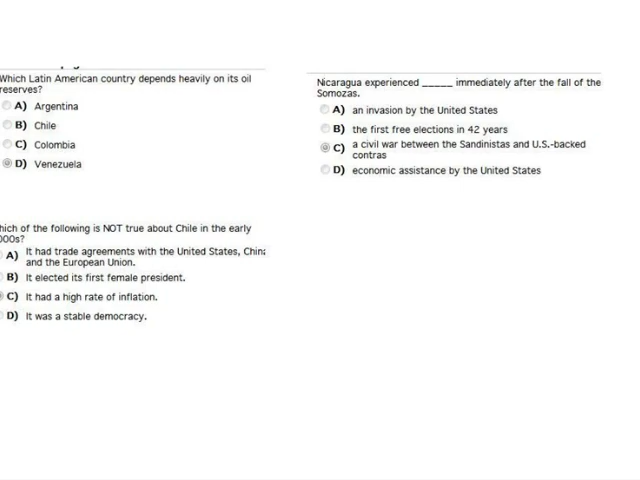 Which Latin American country depends heavily on its oil
reserves?
A) Argentina
B) Chile
C) Colombia
D) Venezuela
Nicaragua experienced _____ immediately after the fall of the
Somozas.
A) an invasion by the United States
B) the first free elections in 42 years
C) a civil war between the Sandinistas and U.S.-backed
contras
D) economic assistance by the United States
hich of the following is NOT true about Chile in the early
000s?
A) It had trade agreements with the United States, China
and the European Union.
B) It elected its first female president.
C) It had a high rate of inflation.
D) It was a stable democracy.